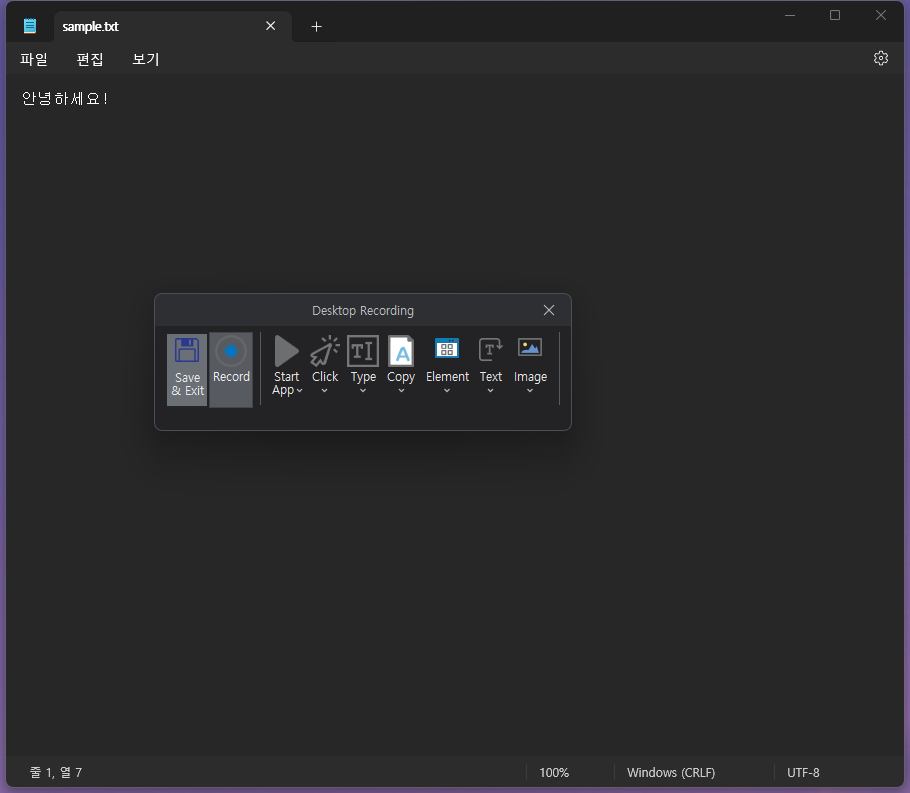 sample.txt
파일 편집 보기
안녕하세요!
Desktop Recording
Save & Exit
Record
Start App
Click
Type
Copy
Element
Text
Image
줄 1, 열 7
100%
Windows (CRLF)
UTF-8